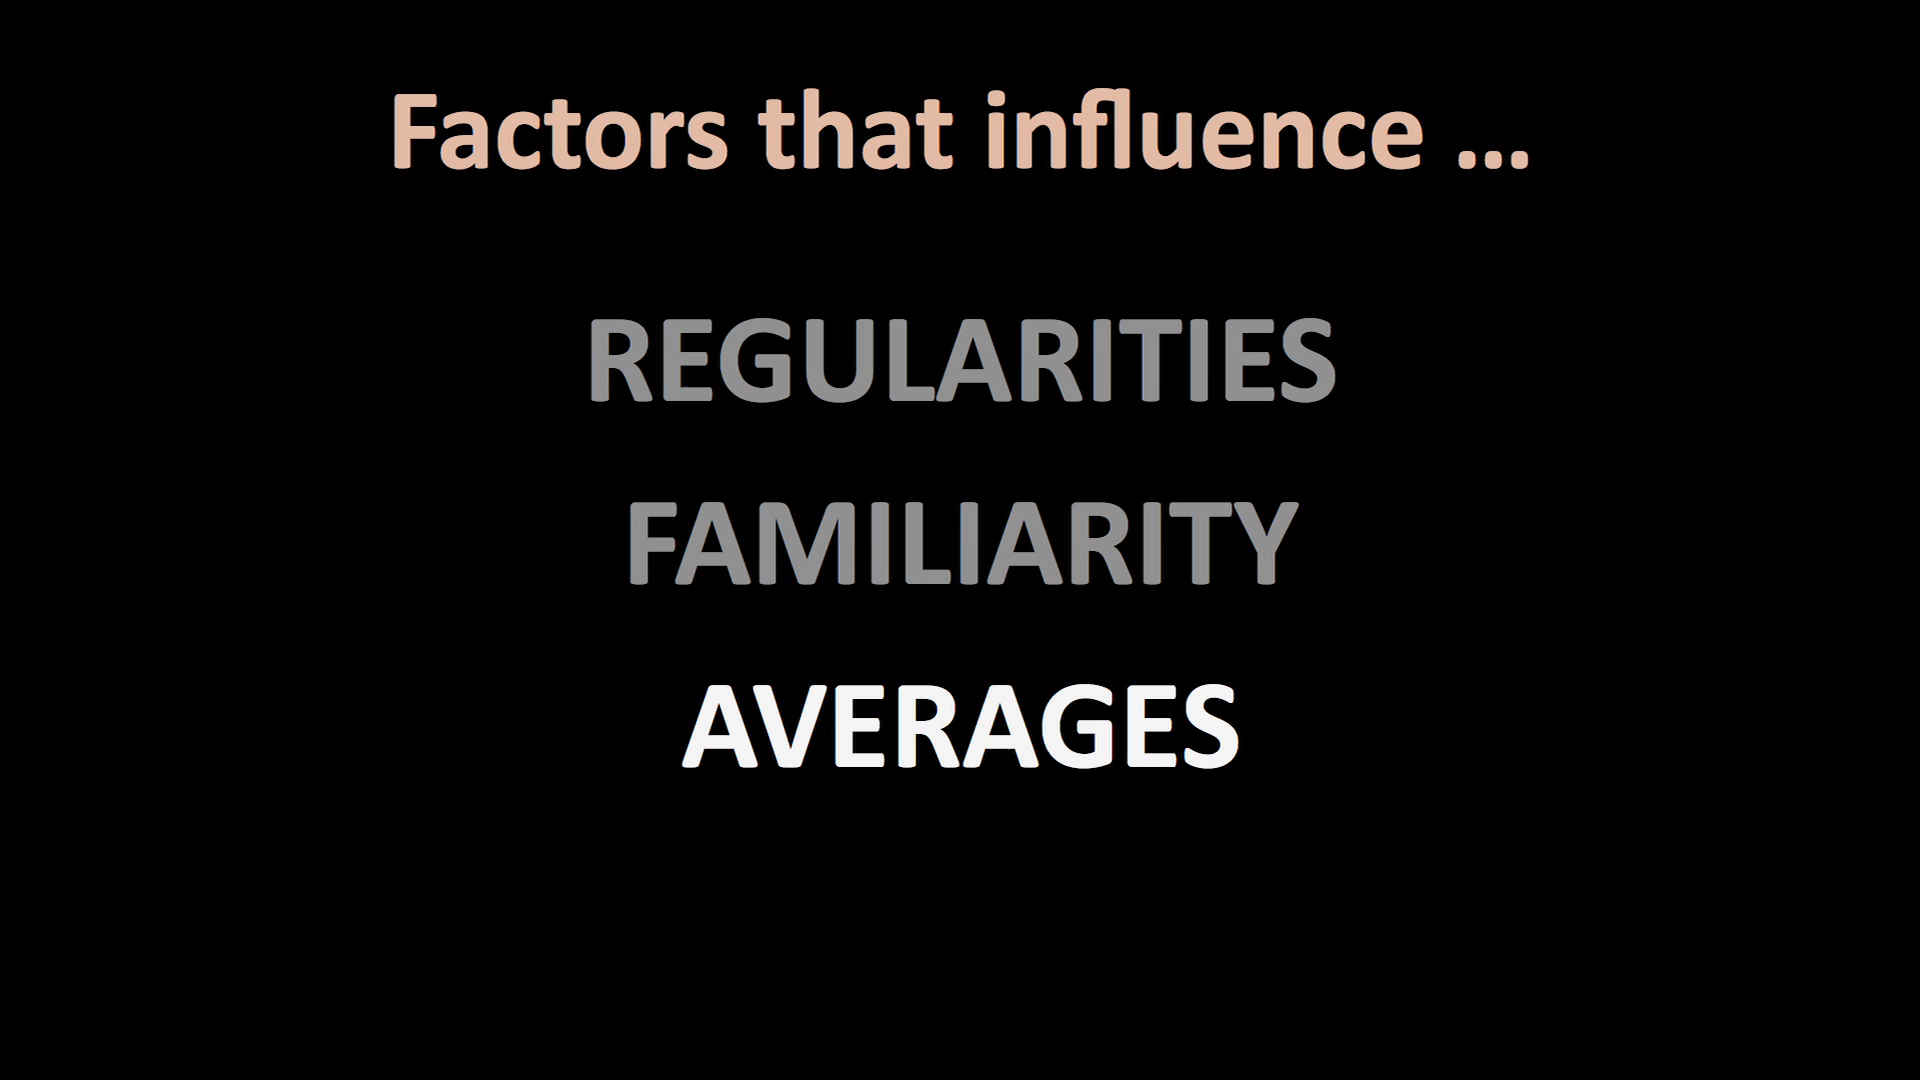 Factors that influence …
REGULARITIES
FAMILIARITY
AVERAGES